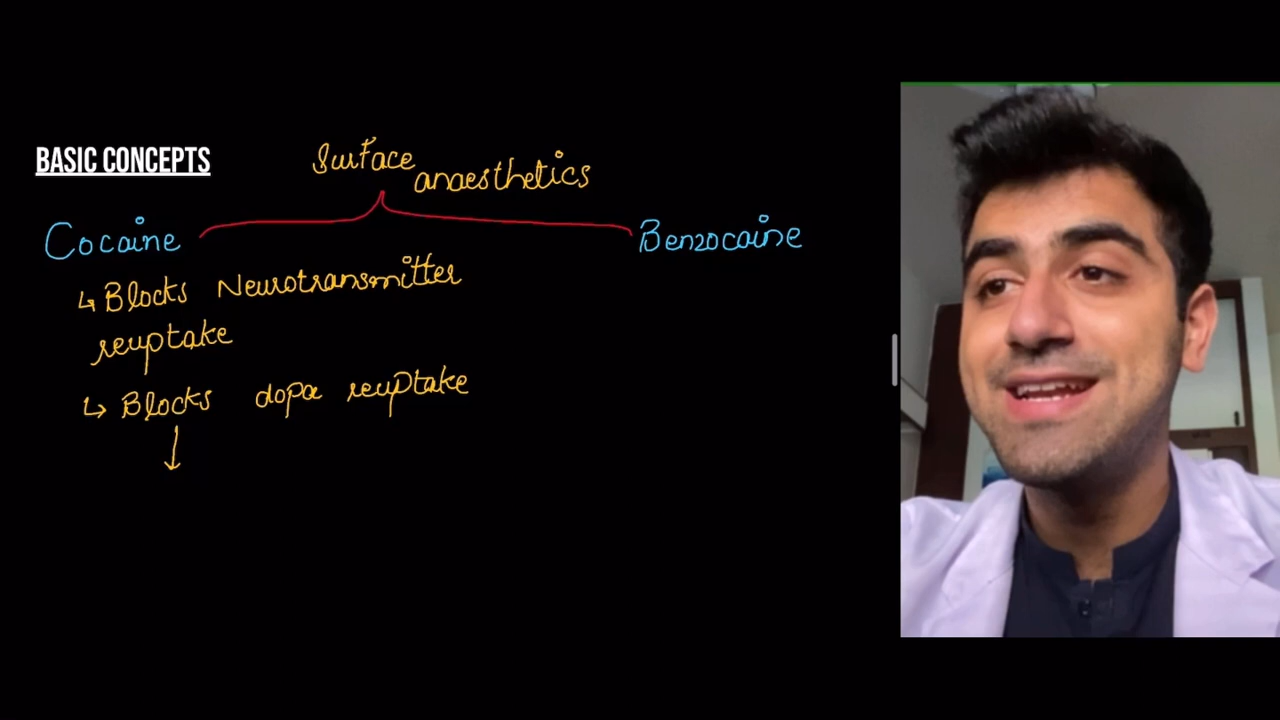 BASIC CONCEPTS
Surface anaesthetics
Cocaine
Benzocaine
↳ Blocks Neurotransmitter
reuptake
↳ Blocks dopa reuptake
↓